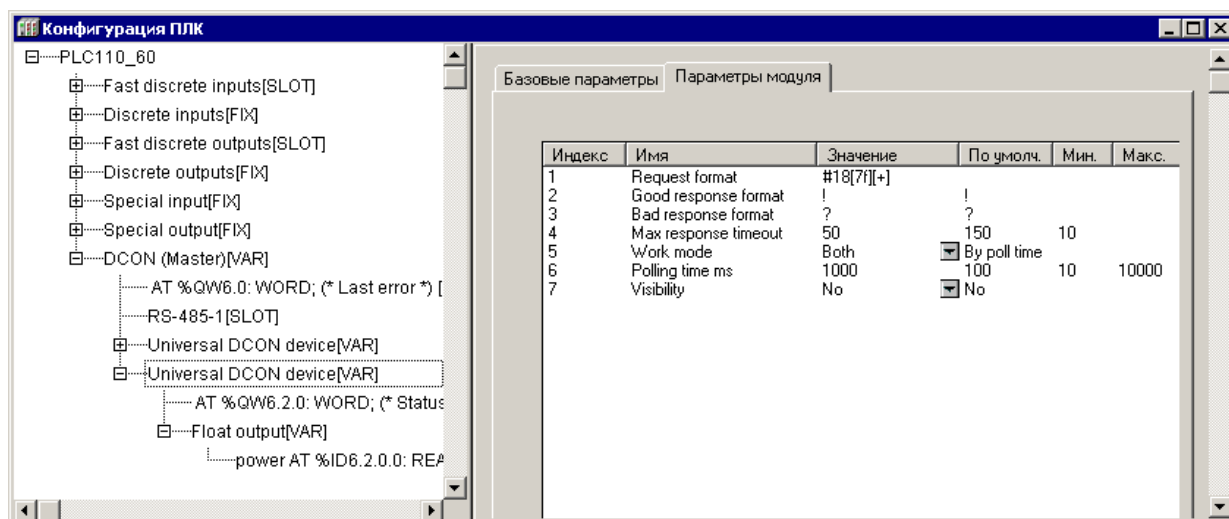 Конфигурация ПЛК
PLC110_60
Fast discrete inputs[SLOT]
Discrete inputs[FIX]
Fast discrete outputs[SLOT]
Discrete outputs[FIX]
Special input[FIX]
Special output[FIX]
DCON (Master)[VAR]
AT %QW6.0: WORD; (* Last error *) [
RS-485-1[SLOT]
Universal DCON device[VAR]
Universal DCON device[VAR]
AT %QW6.2.0: WORD; (* Status
Float output[VAR]
power AT %ID6.2.0.0: REA
Базовые параметры Параметры модуля
Индекс Имя Значение По умолч. Мин. Макс.
1 Request format #18[7f][+]
2 Good response format ! !
3 Bad response format ? ?
4 Max response timeout 50 150 10
5 Work mode Both By poll time
6 Polling time ms 1000 100 10 10000
7 Visibility No No